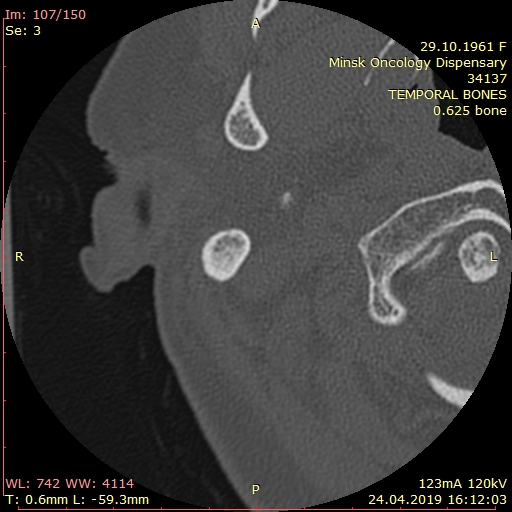 Im: 107/150
Se: 3
A
29.10.1961 F
Minsk Oncology Dispensary
34137
TEMPORAL BONES
0.625 bone
R
L
WL: 742 WW: 4114
T: 0.6mm L: -59.3mm
P
123mA 120kV
24.04.2019 16:12:03